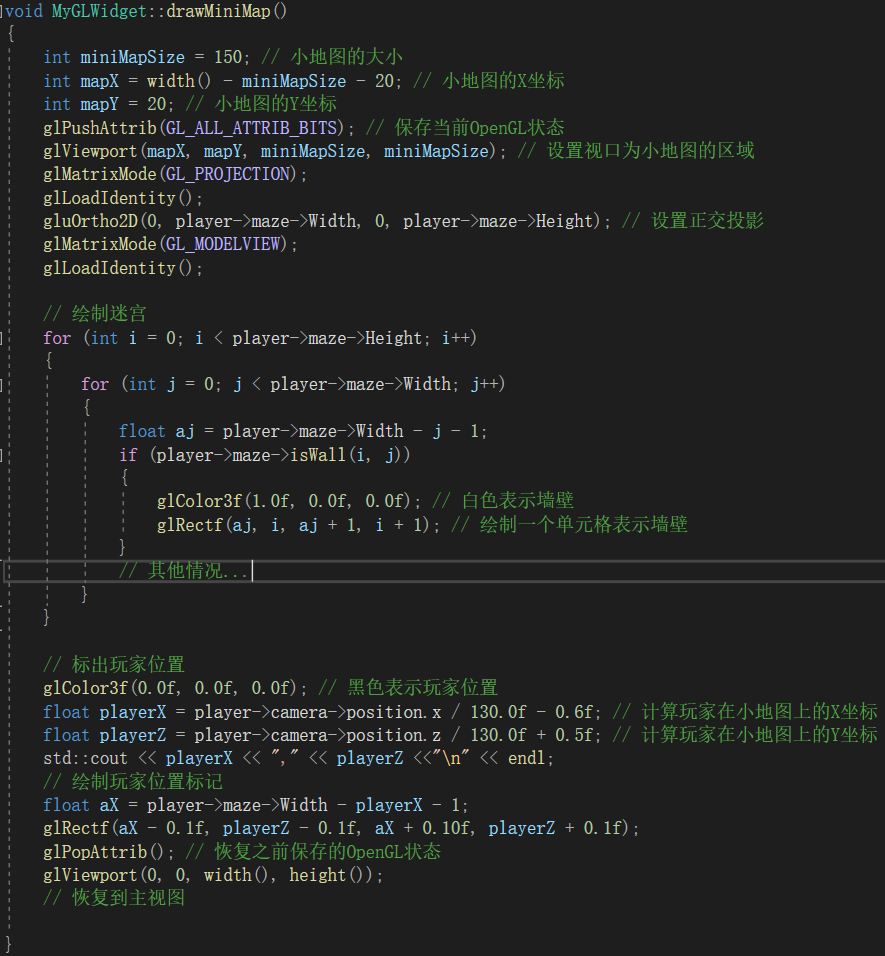 void MyGLWidget::drawMiniMap()
{
int miniMapSize = 150; // 小地图的大小
int mapX = width() - miniMapSize - 20; // 小地图的X坐标
int mapY = 20; // 小地图的Y坐标
glPushAttrib(GL_ALL_ATTRIB_BITS); // 保存当前OpenGL状态
glViewport(mapX, mapY, miniMapSize, miniMapSize); // 设置视口为小地图的区域
glMatrixMode(GL_PROJECTION);
glLoadIdentity();
gluOrtho2D(0, player->maze->Width, 0, player->maze->Height); // 设置正交投影
glMatrixMode(GL_MODELVIEW);
glLoadIdentity();
// 绘制迷宫
for (int i = 0; i < player->maze->Height; i++)
{
for (int j = 0; j < player->maze->Width; j++)
{
float aj = player->maze->Width - j - 1;
if (player->maze->isWall(i, j))
{
glColor3f(1.0f, 0.0f, 0.0f); // 白色表示墙壁
glRectf(aj, i, aj + 1, i + 1); // 绘制一个单元格表示墙壁
}
// 其他情况...
}
}
// 标出玩家位置
glColor3f(0.0f, 0.0f, 0.0f); // 黑色表示玩家位置
float playerX = player->camera->position.x / 130.0f - 0.6f; // 计算玩家在小地图上的X坐标
float playerZ = player->camera->position.z / 130.0f + 0.5f; // 计算玩家在小地图上的Y坐标
std::cout << playerX << "," << playerZ <<"\n" << endl;
// 绘制玩家位置标记
float aX = player->maze->Width - playerX - 1;
glRectf(aX - 0.1f, playerZ - 0.1f, aX + 0.10f, playerZ + 0.1f);
glPopAttrib(); // 恢复之前保存的OpenGL状态
glViewport(0, 0, width(), height());
// 恢复到主视图
}